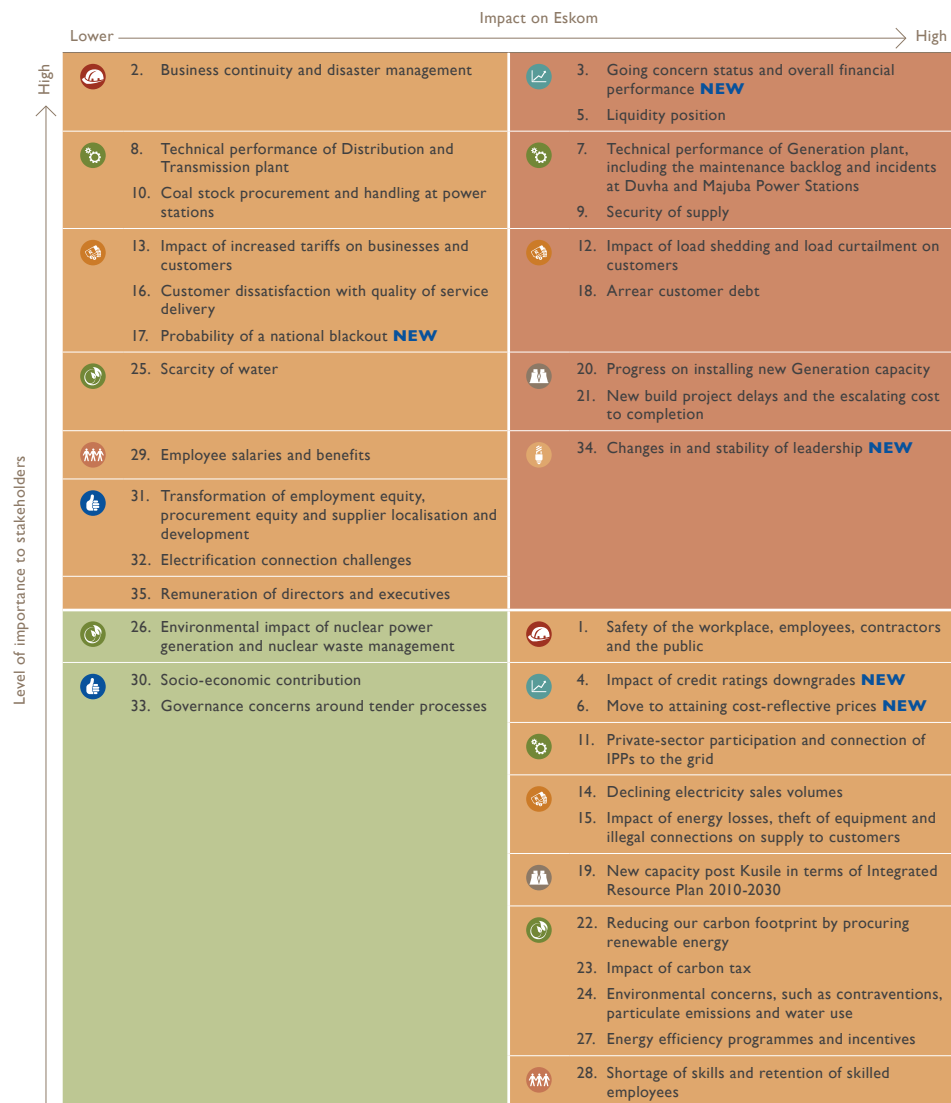 Impact on Eskom
Lower
High
High
Level of importance to stakeholders
2. Business continuity and disaster management
3. Going concern status and overall financial
performance NEW
5. Liquidity position
8. Technical performance of Distribution and
Transmission plant
10. Coal stock procurement and handling at power
stations
7. Technical performance of Generation plant,
including the maintenance backlog and incidents
at Duvha and Majuba Power Stations
9. Security of supply
13. Impact of increased tariffs on businesses and
customers
16. Customer dissatisfaction with quality of service
delivery
17. Probability of a national blackout NEW
12. Impact of load shedding and load curtailment on
customers
18. Arrear customer debt
25. Scarcity of water
20. Progress on installing new Generation capacity
21. New build project delays and the escalating cost
to completion
29. Employee salaries and benefits
34. Changes in and stability of leadership NEW
31. Transformation of employment equity,
procurement equity and supplier localisation and
development
32. Electrification connection challenges
35. Remuneration of directors and executives
26. Environmental impact of nuclear power
generation and nuclear waste management
1. Safety of the workplace, employees, contractors
and the public
30. Socio-economic contribution
33. Governance concerns around tender processes
4. Impact of credit ratings downgrades NEW
6. Move to attaining cost-reflective prices NEW
11. Private-sector participation and connection of
IPPs to the grid
14. Declining electricity sales volumes
15. Impact of energy losses, theft of equipment and
illegal connections on supply to customers
19. New capacity post Kusile in terms of Integrated
Resource Plan 2010-2030
22. Reducing our carbon footprint by procuring
renewable energy
23. Impact of carbon tax
24. Environmental concerns, such as contraventions,
particulate emissions and water use
27. Energy efficiency programmes and incentives
28. Shortage of skills and retention of skilled
employees